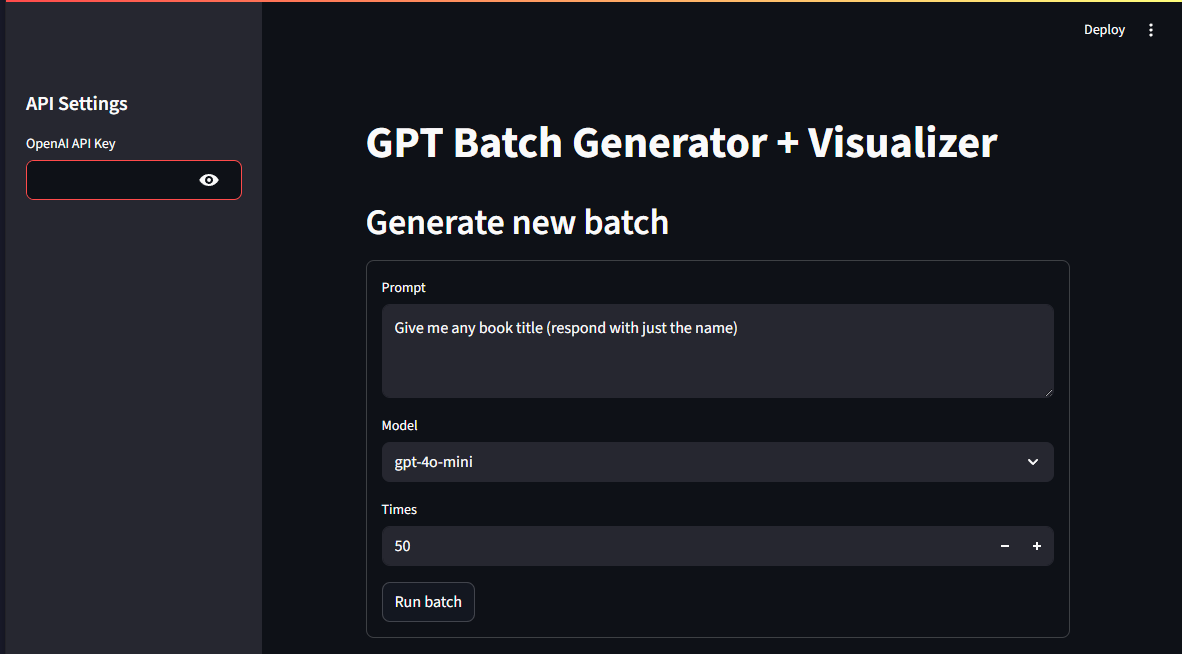 Deploy
API Settings
OpenAI API Key
GPT Batch Generator + Visualizer
Generate new batch
Prompt
Give me any book title (respond with just the name)
Model
gpt-4o-mini
Times
50
Run batch